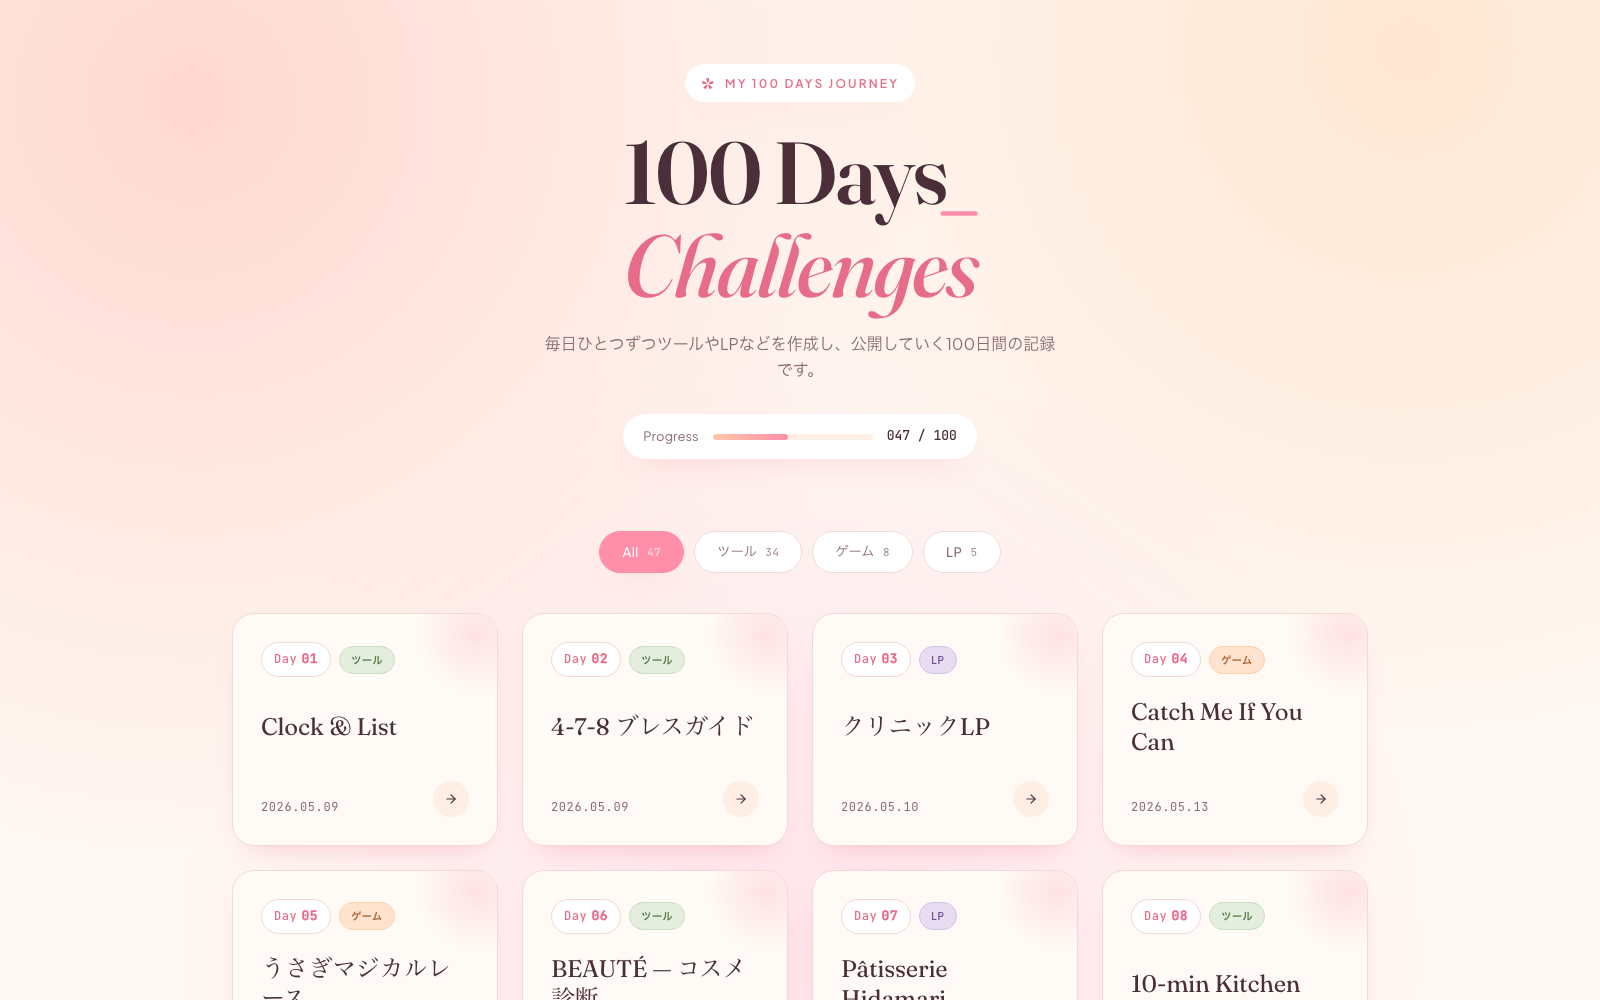 MY 100 DAYS JOURNEY
100 Days_
Challenges
毎日ひとつずつツールやLPなどを作成し、公開していく100日間の記録
です。
Progress 047 / 100
All 47 ツール 34 ゲーム 8 LP 5
Day 01 ツール
Clock & List
2026.05.09
Day 02 ツール
4-7-8 ブレスガイド
2026.05.09
Day 03 LP
クリニックLP
2026.05.10
Day 04 ゲーム
Catch Me If You
Can
2026.05.13
Day 05 ゲーム
うさぎマジカルレ
ース
Day 06 ツール
BEAUTÉ — コスメ
診断
Day 07 LP
Pâtisserie
Hidamari
Day 08 ツール
10-min Kitchen